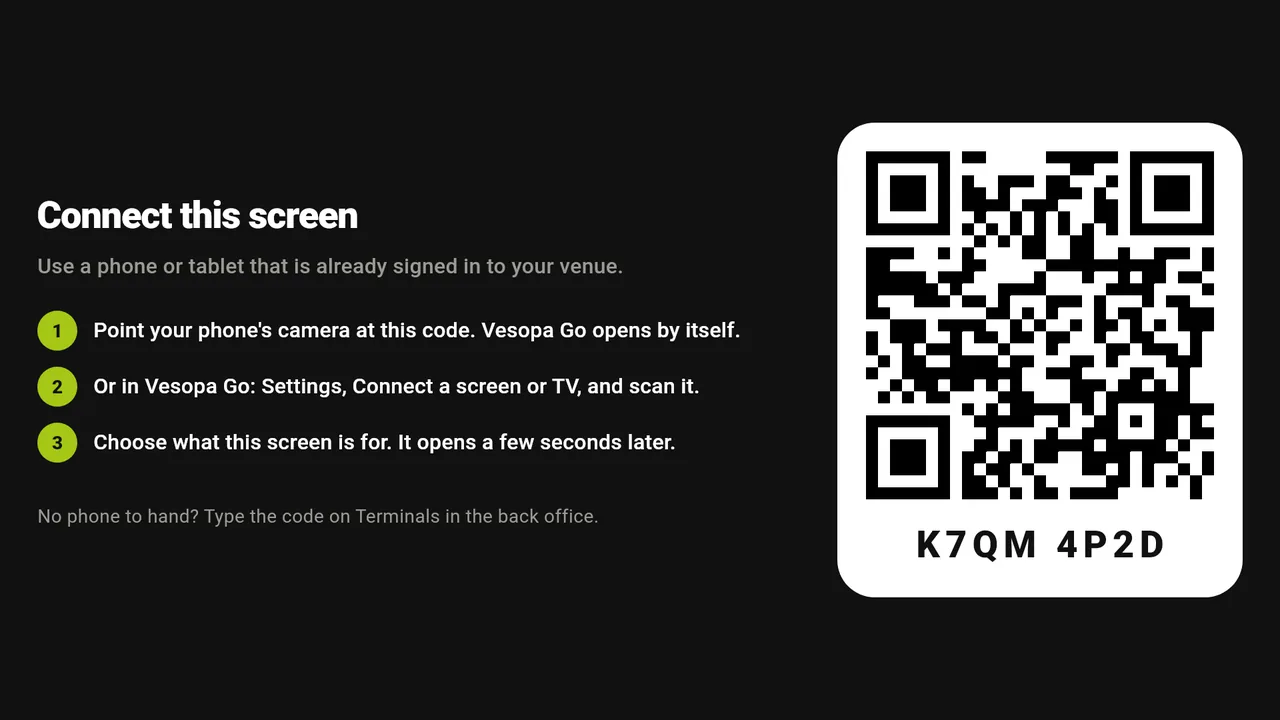 Connect this screen
Use a phone or tablet that is already signed in to your venue.
1 Point your phone's camera at this code. Vesopa Go opens by itself.
2 Or in Vesopa Go: Settings, Connect a screen or TV, and scan it.
3 Choose what this screen is for. It opens a few seconds later.
No phone to hand? Type the code on Terminals in the back office.
K7QM 4P2D